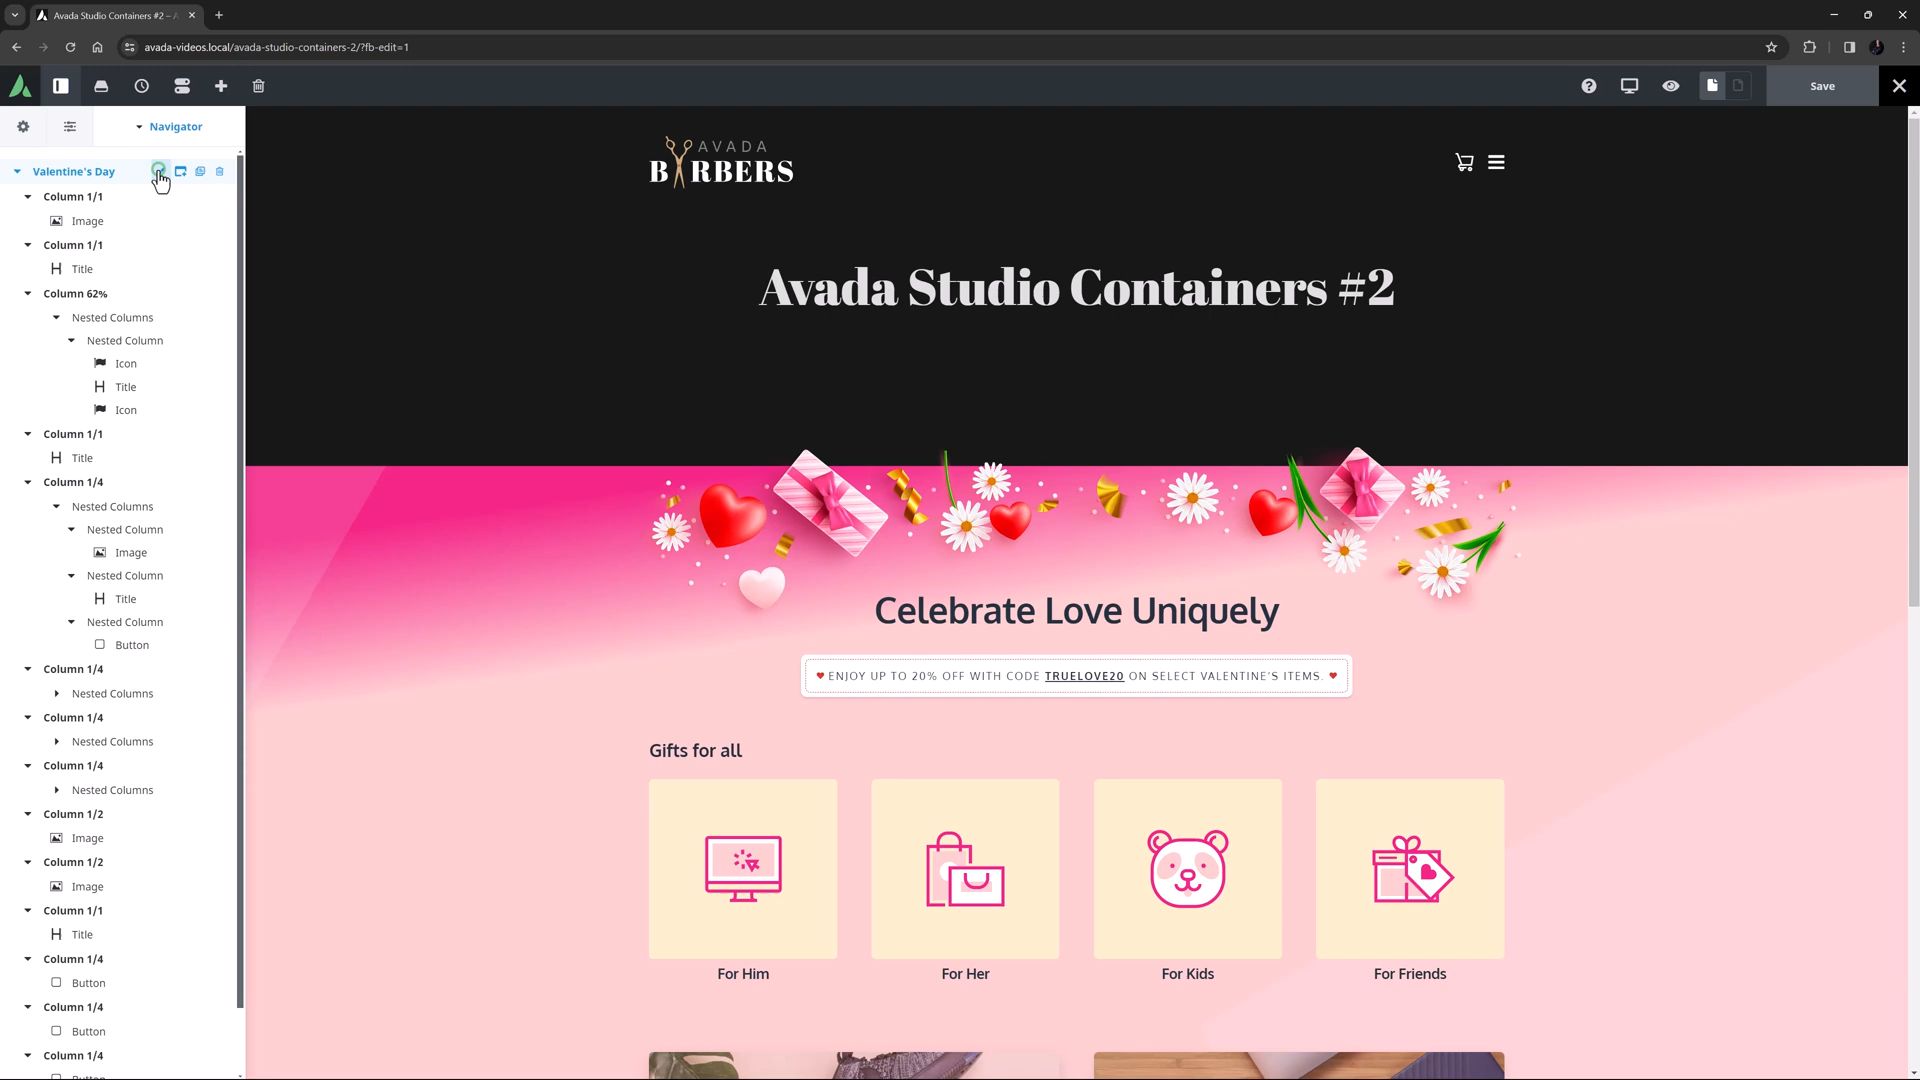 Avada Studio Containers #2 – A
avada-videos.local/avada-studio-containers-2/?fb-edit=1
Save
Navigator
Valentine's Day
Column 1/1
Image
Column 1/1
Title
Column 62%
Nested Columns
Nested Column
Icon
Title
Icon
Column 1/1
Title
Column 1/4
Nested Columns
Nested Column
Image
Nested Column
Title
Nested Column
Button
Column 1/4
Nested Columns
Column 1/4
Nested Columns
Column 1/4
Nested Columns
Column 1/2
Image
Column 1/2
Image
Column 1/1
Title
Column 1/4
Button
Column 1/4
Button
Column 1/4
Button
AVADA
BARBERS
Avada Studio Containers #2
Celebrate Love Uniquely
ENJOY UP TO 20% OFF WITH CODE TRUELOVE20 ON SELECT VALENTINE'S ITEMS.
Gifts for all
For Him
For Her
For Kids
For Friends